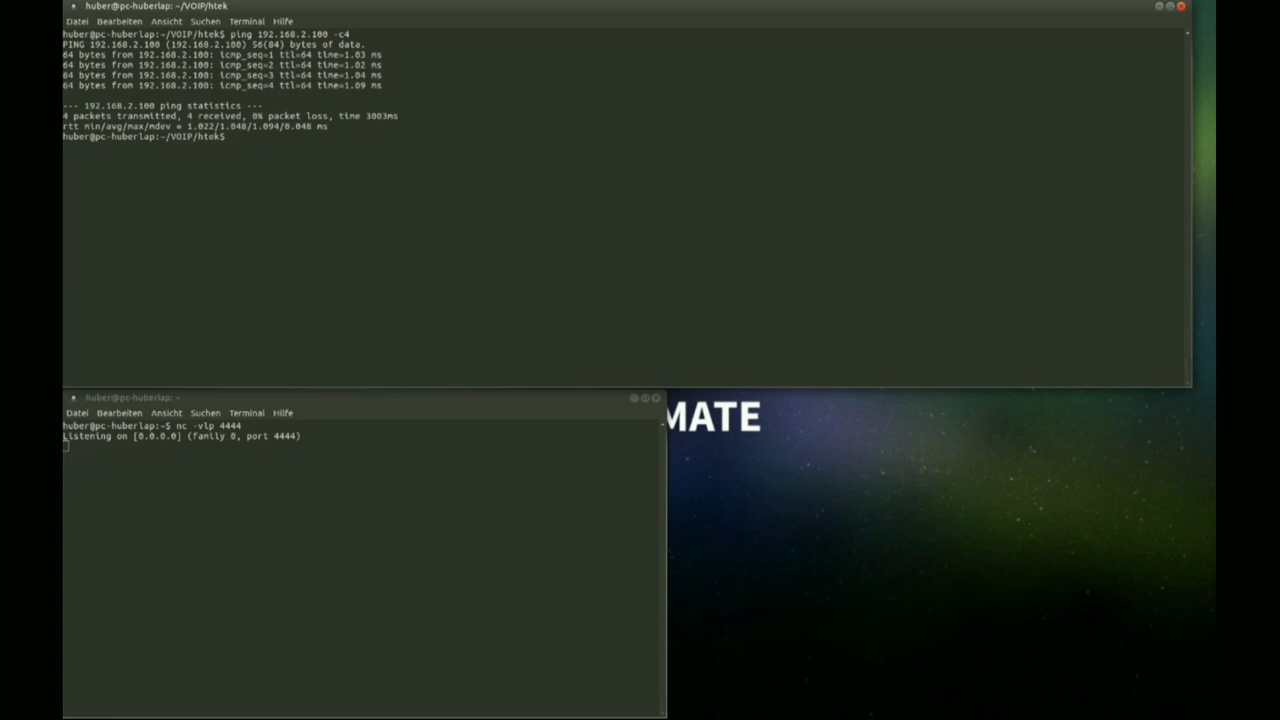 huber@pc-huberlap: ~/VOIP/htek
Datei Bearbeiten Ansicht Suchen Terminal Hilfe
huber@pc-huberlap:~/VOIP/htek$ ping 192.168.2.100 -c4
PING 192.168.2.100 (192.168.2.100) 56(84) bytes of data.
64 bytes from 192.168.2.100: icmp_seq=1 ttl=64 time=1.03 ms
64 bytes from 192.168.2.100: icmp_seq=2 ttl=64 time=1.02 ms
64 bytes from 192.168.2.100: icmp_seq=3 ttl=64 time=1.04 ms
64 bytes from 192.168.2.100: icmp_seq=4 ttl=64 time=1.09 ms
--- 192.168.2.100 ping statistics ---
4 packets transmitted, 4 received, 0% packet loss, time 3003ms
rtt min/avg/max/mdev = 1.022/1.048/1.094/0.048 ms
huber@pc-huberlap:~/VOIP/htek$
huber@pc-huberlap: ~
Datei Bearbeiten Ansicht Suchen Terminal Hilfe
huber@pc-huberlap:~$ nc -vlp 4444
Listening on [0.0.0.0] (family 0, port 4444)
MATE